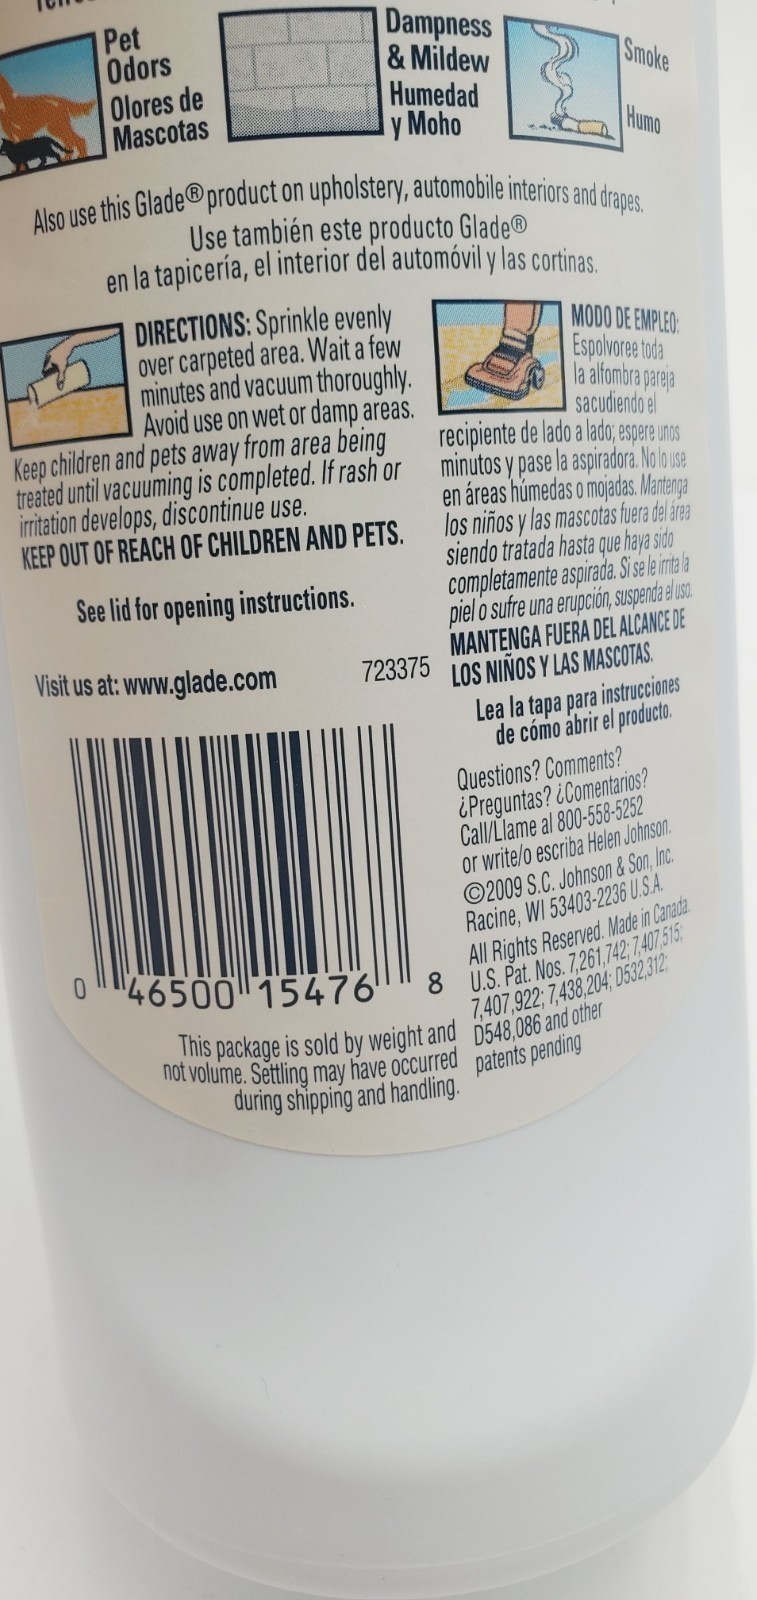 Pet
Odors
Olores de
Mascotas
Dampness
& Mildew
Humedad
y Moho
Smoke
Humo
Also use this Glade® product on upholstery, automobile interiors and drapes.
Use también este producto Glade®
en la tapicería, el interior del automóvil y las cortinas.
DIRECTIONS: Sprinkle evenly
over carpeted area. Wait a few
minutes and vacuum thoroughly.
Avoid use on wet or damp areas.
Keep children and pets away from area being
treated until vacuuming is completed. If rash or
irritation develops, discontinue use.
KEEP OUT OF REACH OF CHILDREN AND PETS.
See lid for opening instructions.
Visit us at: www.glade.com
723375
MODO DE EMPLEO:
Espolvoree toda
la alfombra pareja
sacudiendo el
recipiente de lado a lado; espere unos
minutos y pase la aspiradora. No lo use
en áreas húmedas o mojadas. Mantenga
los niños y las mascotas fuera del área
siendo tratada hasta que haya sido
completamente aspirada. Si se le irrita la
piel o sufre una erupción, suspenda el uso.
MANTENGA FUERA DEL ALCANCE DE
LOS NIÑOS Y LAS MASCOTAS.
Lea la tapa para instrucciones
de cómo abrir el producto.
Questions? Comments?
¿Preguntas? ¿Comentarios?
Call/Llame al 800-558-5252
or write/o escriba Helen Johnson.
©2009 S.C. Johnson & Son, Inc.
Racine, WI 53403-2236 U.S.A.
All Rights Reserved. Made in Canada.
U.S. Pat. Nos. 7,261,742; 7,407,515;
7,407,922; 7,438,204; D532,312;
D548,086 and other
patents pending
0 46500 15476 8
This package is sold by weight and
not volume. Settling may have occurred
during shipping and handling.